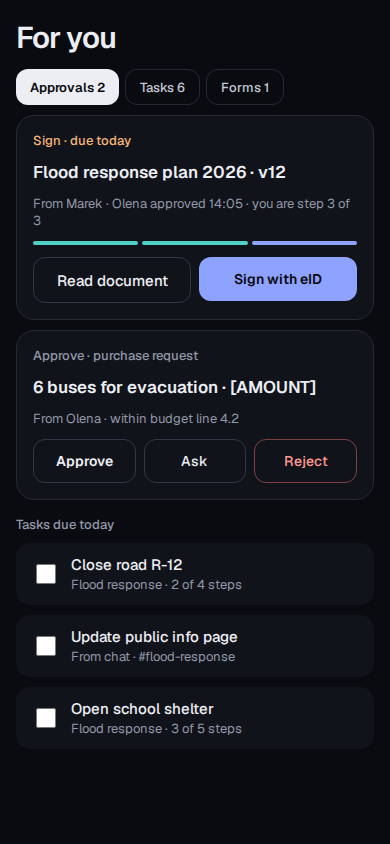 For you
Approvals 2
Tasks 6
Forms 1
Sign · due today
Flood response plan 2026 · v12
From Marek · Olena approved 14:05 · you are step 3 of
3
Read document
Sign with eID
Approve · purchase request
6 buses for evacuation · [AMOUNT]
From Olena · within budget line 4.2
Approve
Ask
Reject
Tasks due today
Close road R-12
Flood response · 2 of 4 steps
Update public info page
From chat · #flood-response
Open school shelter
Flood response · 3 of 5 steps